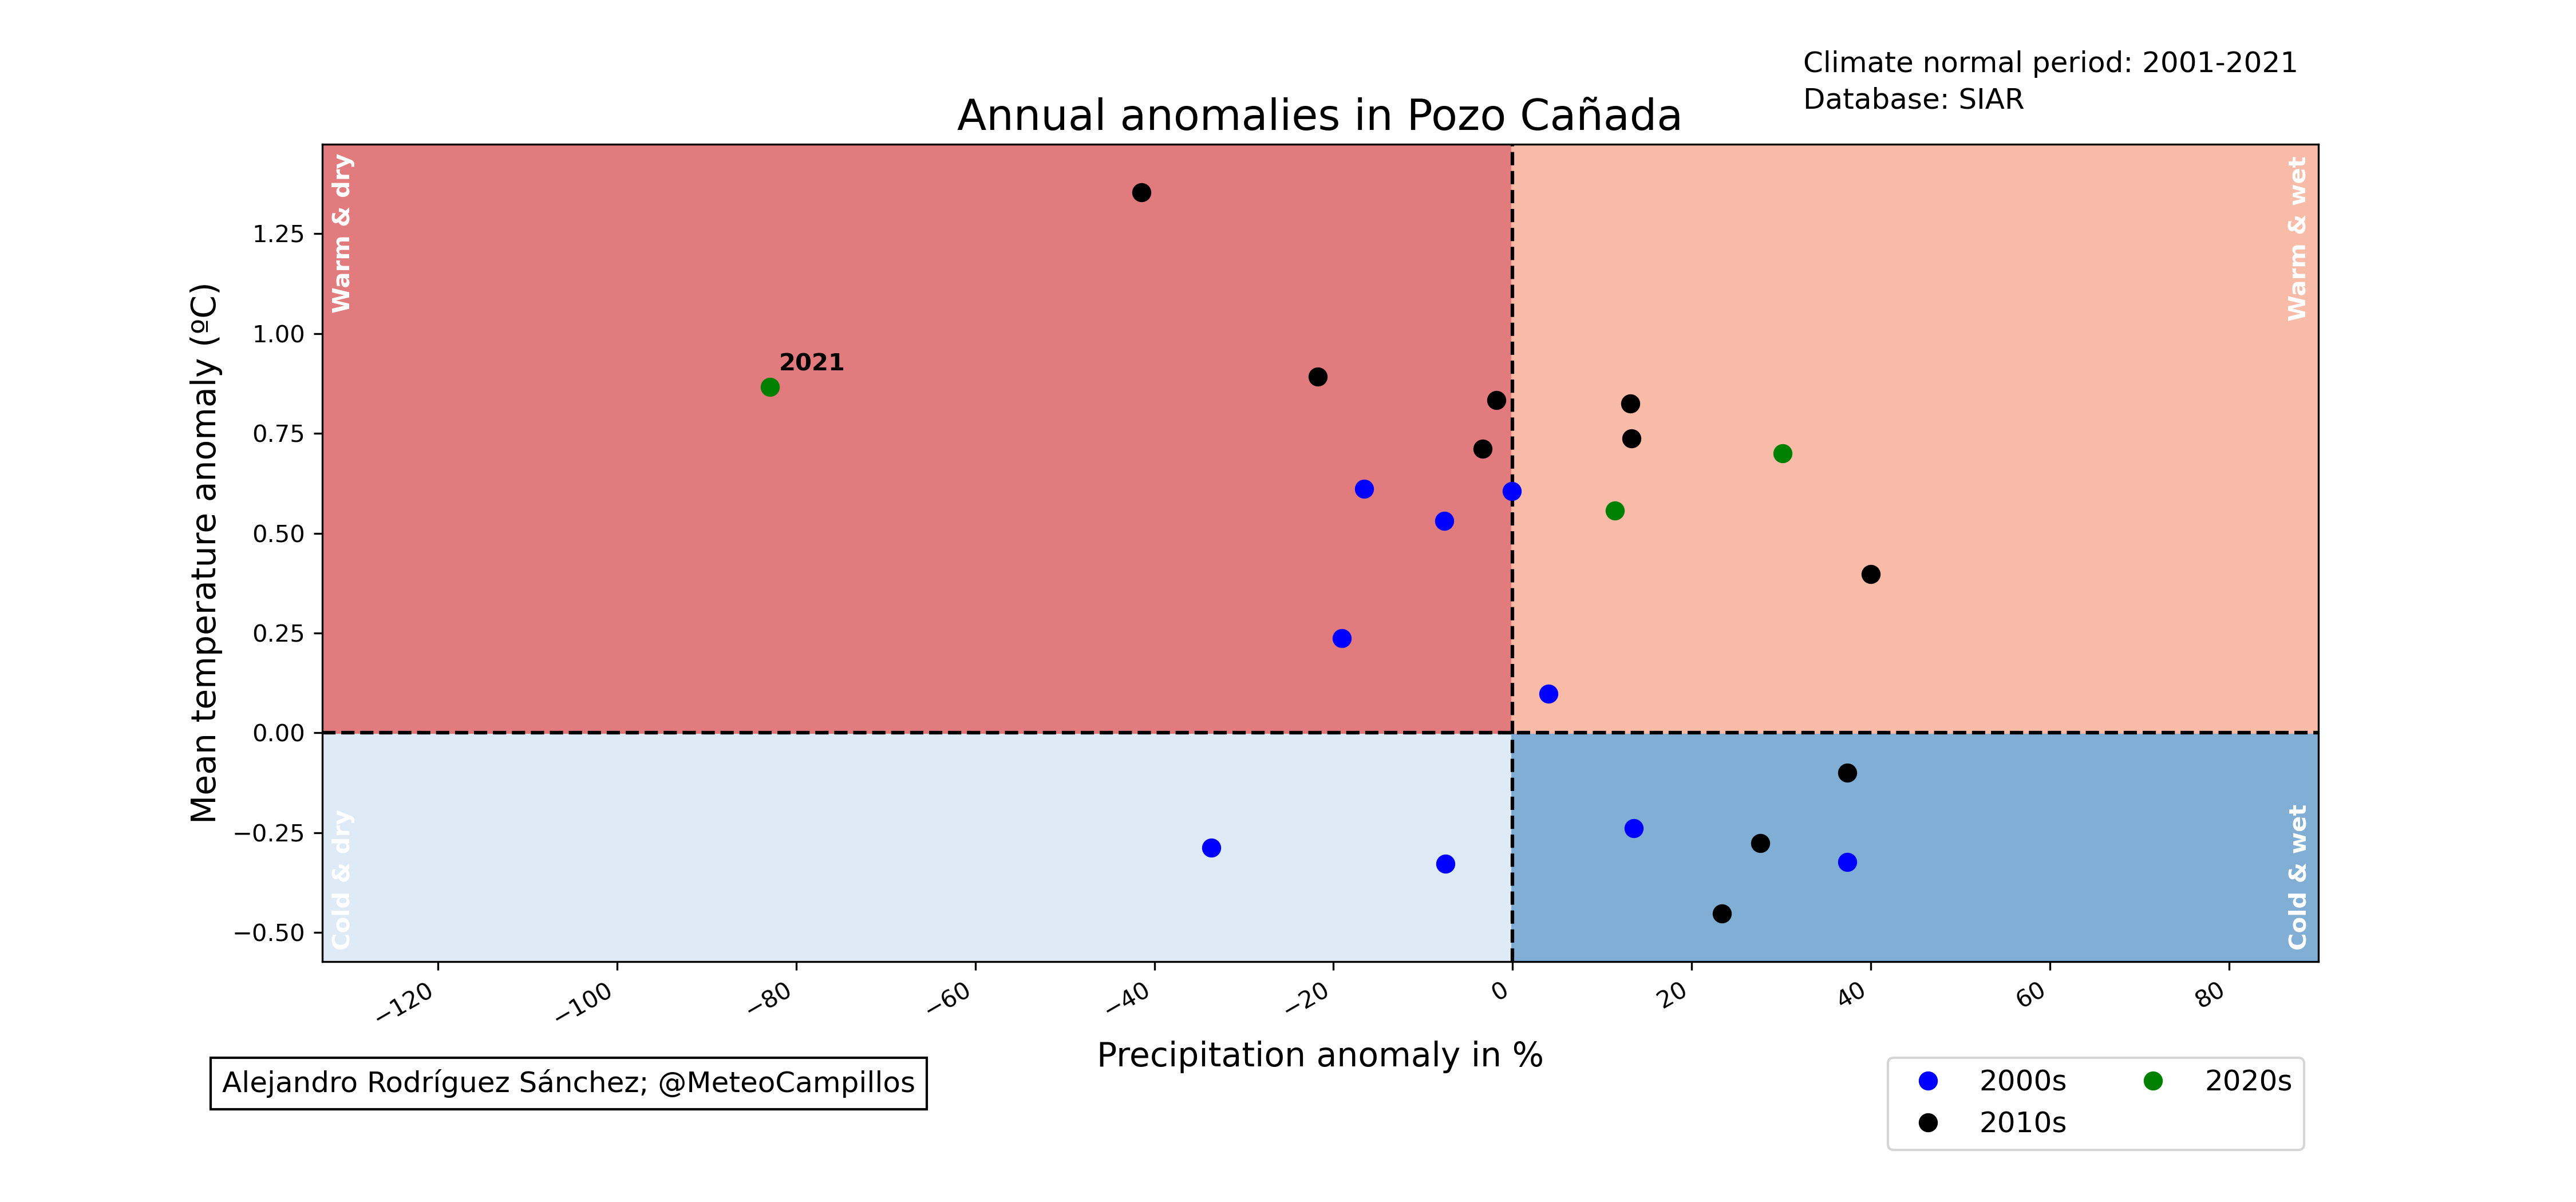 Climate normal period: 2001-2021
Database: SIAR
Annual anomalies in Pozo Cañada
Warm & dry
Warm & wet
Mean temperature anomaly (ºC)
1.25
1.00
0.75
0.50
0.25
0.00
−0.25
−0.50
2021
Cold & dry
Cold & wet
−120
−100
−80
−60
−40
−20
0
20
40
60
80
Precipitation anomaly in %
Alejandro Rodríguez Sánchez; @MeteoCampillos
2000s
2010s
2020s